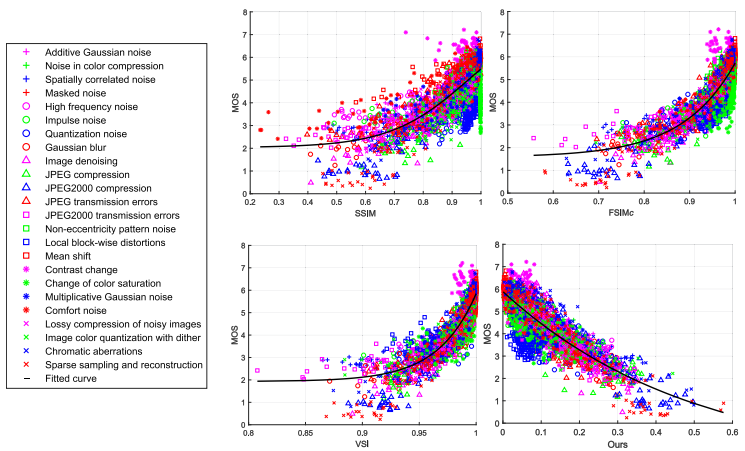 Additive Gaussian noise
Noise in color compression
Spatially correlated noise
Masked noise
High frequency noise
Impulse noise
Quantization noise
Gaussian blur
Image denoising
JPEG compression
JPEG2000 compression
JPEG transmission errors
JPEG2000 transmission errors
Non-eccentricity pattern noise
Local block-wise distortions
Mean shift
Contrast change
Change of color saturation
Multiplicative Gaussian noise
Comfort noise
Lossy compression of noisy images
Image color quantization with dither
Chromatic aberrations
Sparse sampling and reconstruction
Fitted curve
8
7
6
5
4
3
2
1
0
MOS
0.2 0.3 0.4 0.5 0.6 0.7 0.8 0.9 1
SSIM
8
7
6
5
4
3
2
1
0
MOS
0.5 0.6 0.7 0.8 0.9 1
FSIMc
8
7
6
5
4
3
2
1
0
MOS
0.8 0.85 0.9 0.95 1
VSI
8
7
6
5
4
3
2
1
0
MOS
0 0.1 0.2 0.3 0.4 0.5 0.6
Ours